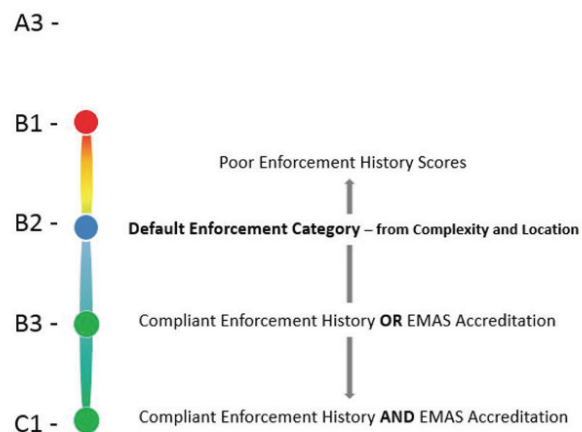 A3 -
B1 -
Poor Enforcement History Scores
B2 -
Default Enforcement Category – from Complexity and Location
B3 -
Compliant Enforcement History OR EMAS Accreditation
C1 -
Compliant Enforcement History AND EMAS Accreditation